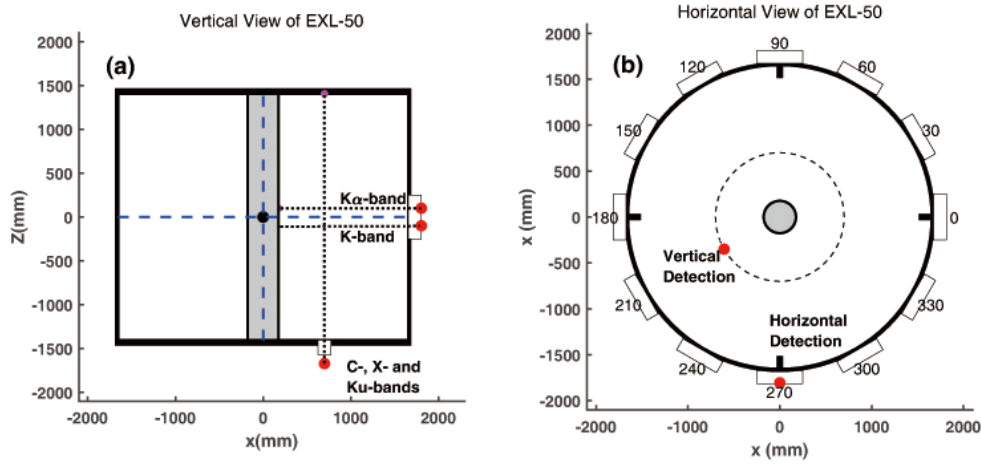 Vertical View of EXL-50
(a)
2000
1500
1000
500
0
-500
-1000
-1500
-2000
Z(mm)
Kα-band
K-band
C-, X- and
Ku-bands
-2000
-1000
0
1000
2000
x(mm)
Horizontal View of EXL-50
(b)
2000
1500
1000
500
0
-500
-1000
-1500
-2000
x (mm)
90
120
60
150
30
-180
0
210
330
240
300
270
Vertical
Detection
Horizontal
Detection
-2000
-1000
0
1000
2000
x (mm)